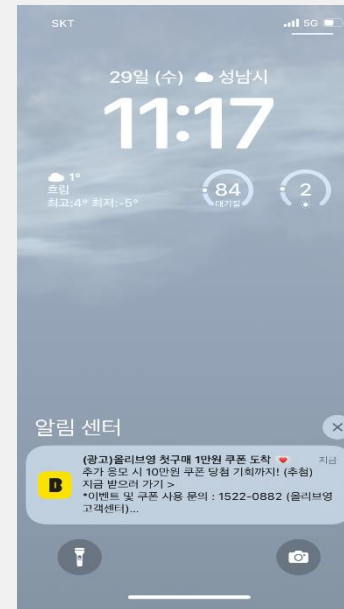 SKT 5G
29일 (수) 성남시
11:17
1°
흐림
최고:4° 최저:-5°
84
대기질
2
알림 센터
(광고)올리브영 첫구매 1만원 쿠폰 도착 지금
추가 응모 시 10만원 쿠폰 당첨 기회까지! (추첨)
지금 받으러 가기 >
*이벤트 및 쿠폰 사용 문의 : 1522-0882 (올리브영
고객센터)...
B